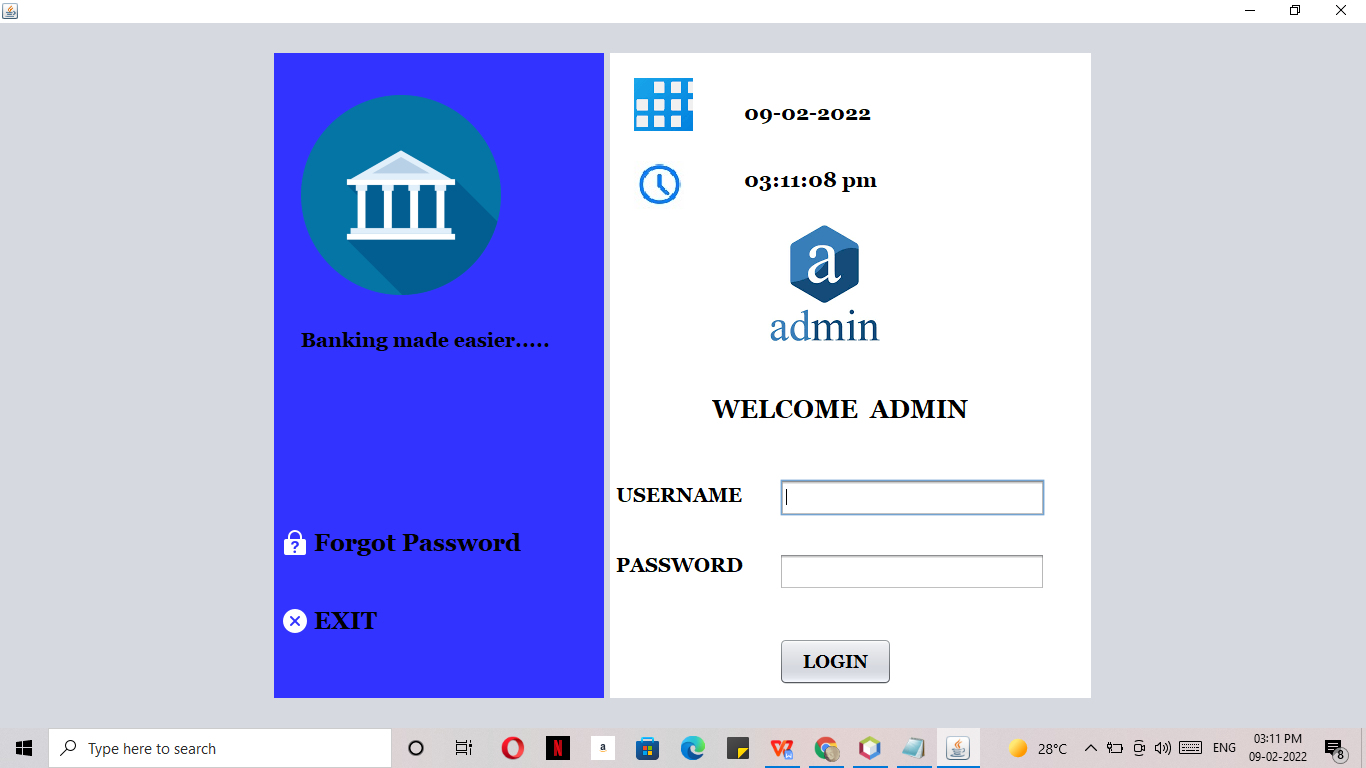 Banking made easier.....
? Forgot Password
EXIT
09-02-2022
03:11:08 pm
a
admin
WELCOME ADMIN
USERNAME
PASSWORD
LOGIN
Type here to search
N
a
W
28°C
ENG
03:11 PM
09-02-2022
8